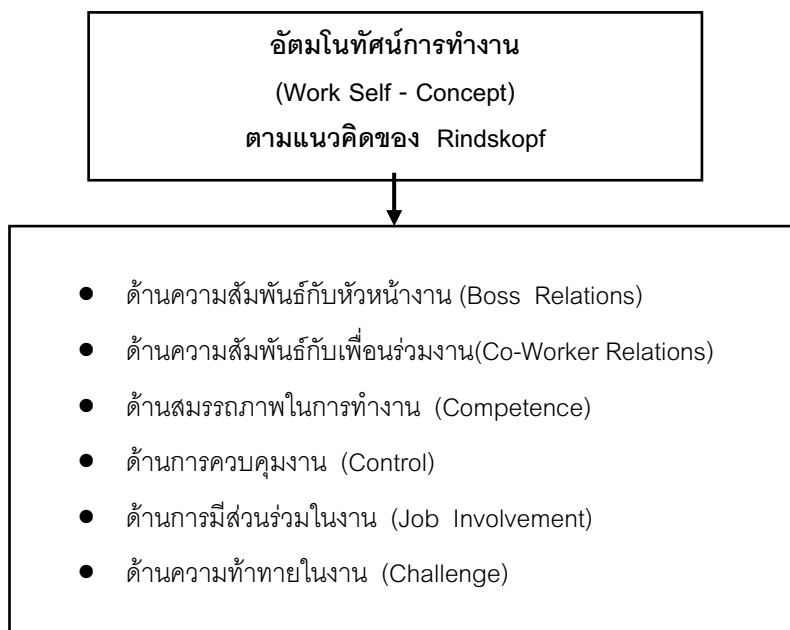 อัตมโนทัศน์การทำงาน
(Work Self - Concept)
ตามแนวคิดของ Rindskopf
● ด้านความสัมพันธ์กับหัวหน้างาน (Boss Relations)
● ด้านความสัมพันธ์กับเพื่อนร่วมงาน(Co-Worker Relations)
● ด้านสมรรถภาพในการทำงาน (Competence)
● ด้านการควบคุมงาน (Control)
● ด้านการมีส่วนร่วมในงาน (Job Involvement)
● ด้านความท้าทายในงาน (Challenge)